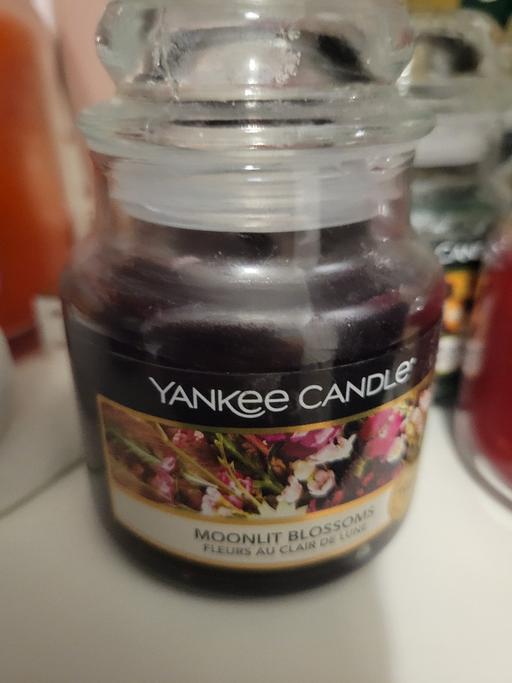 YANKEE CANDLE®
MOONLIT BLOSSOMS
FLEURS AU CLAIR DE LUNE